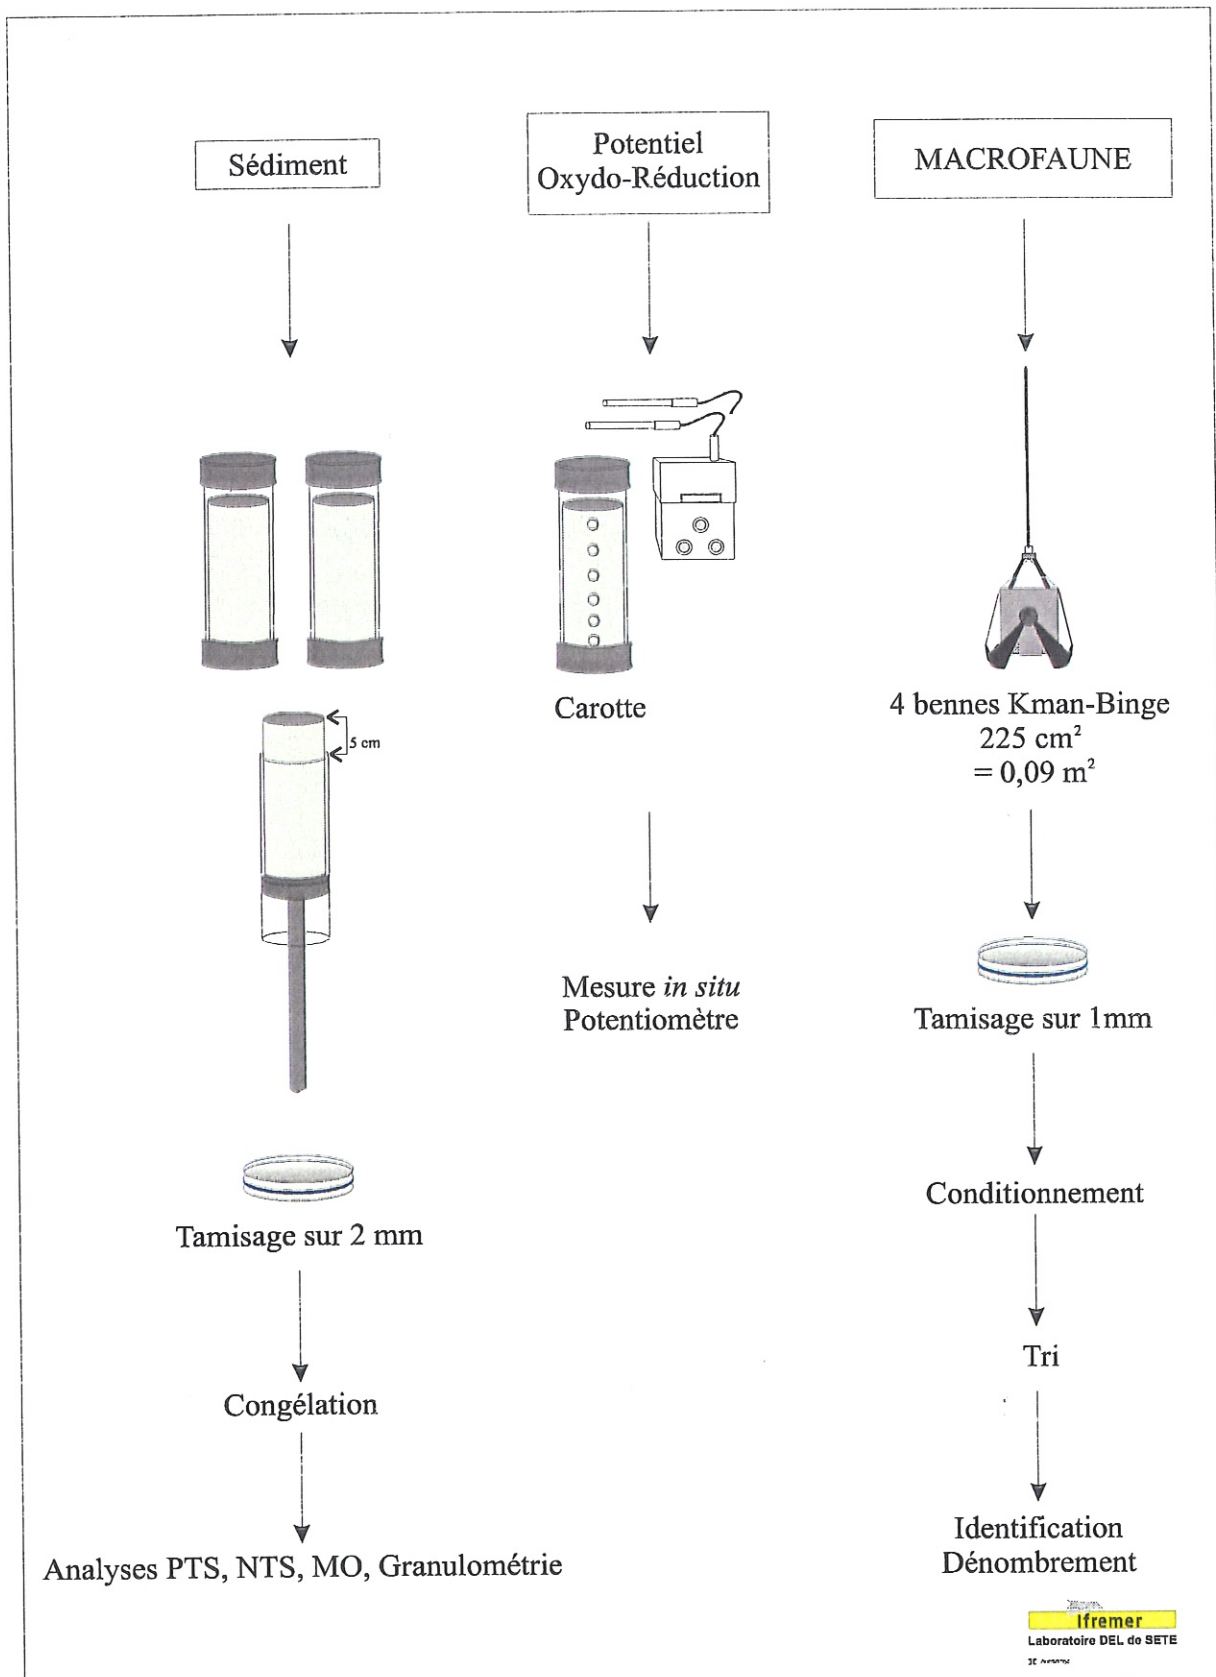 Sédiment
Potentiel
Oxydo-Réduction
MACROFAUNE
5 cm
Carotte
4 bennes Kman-Binge
225 cm²
= 0,09 m²
Mesure in situ
Potentiomètre
Tamisage sur 1mm
Tamisage sur 2 mm
Conditionnement
Congélation
Tri
Analyses PTS, NTS, MO, Granulométrie
Identification
Dénombrement
Ifremer
Laboratoire DEL de SETE